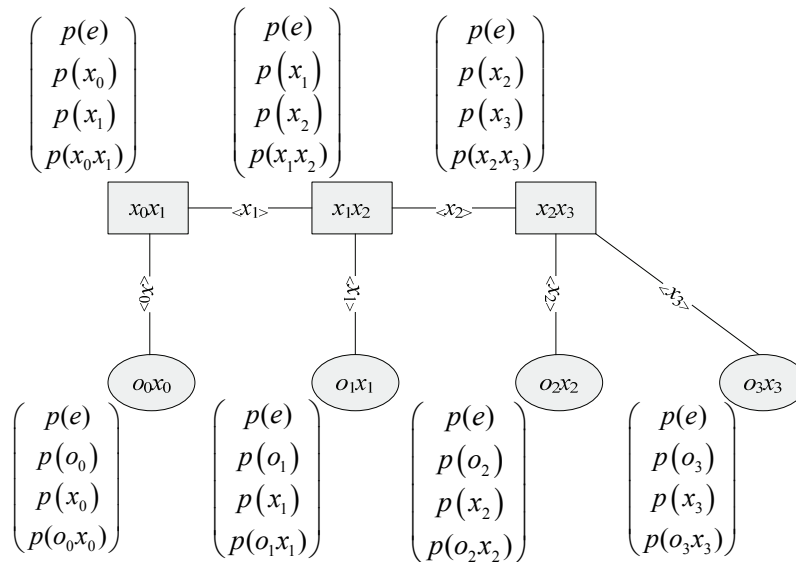 p(e) p(e) p(e)
p(x₀) p(x₁) p(x₂)
p(x₁) p(x₂) p(x₃)
p(x₀x₁) p(x₁x₂) p(x₂x₃)
x₀x₁ <x₁> x₁x₂ <x₂> x₂x₃
<x₀> <x₁> <x₂> <x₃>
o₀x₀ o₁x₁ o₂x₂ o₃x₃
p(e) p(e) p(e) p(e)
p(o₀) p(o₁) p(o₂) p(o₃)
p(x₀) p(x₁) p(x₂) p(x₃)
p(o₀x₀) p(o₁x₁) p(o₂x₂) p(o₃x₃)